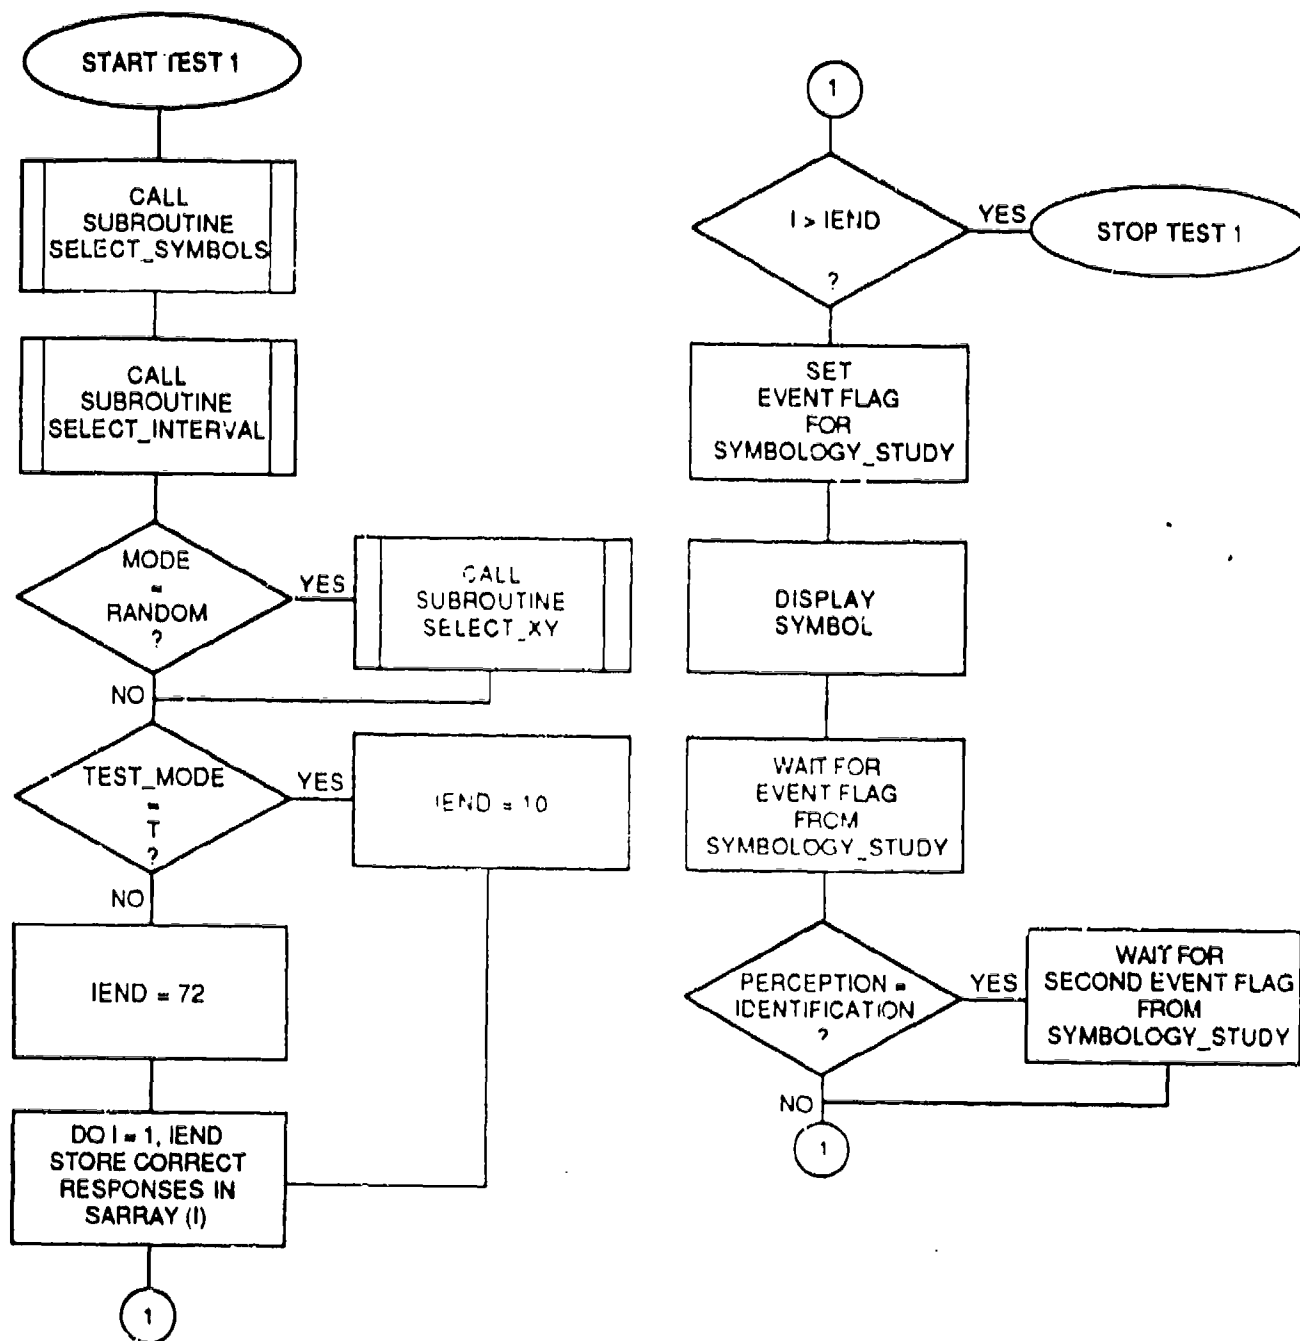 START TEST 1
CALL
SUBROUTINE
SELECT_SYMBOLS
CALL
SUBROUTINE
SELECT_INTERVAL
MODE
=
RANDOM
?
YES
CALL
SUBROUTINE
SELECT_XY
NO
TEST_MODE
=
T
?
YES
IEND = 10
NO
IEND = 72
DO I = 1, IEND
STORE CORRECT
RESPONSES IN
SARRAY (I)
1
1
I > IEND
?
YES
STOP TEST 1
SET
EVENT FLAG
FOR
SYMBOLOGY_STUDY
DISPLAY
SYMBOL
WAIT FOR
EVENT FLAG
FROM
SYMBOLOGY_STUDY
PERCEPTION =
IDENTIFICATION
?
YES
WAIT FOR
SECOND EVENT FLAG
FROM
SYMBOLOGY_STUDY
NO
1